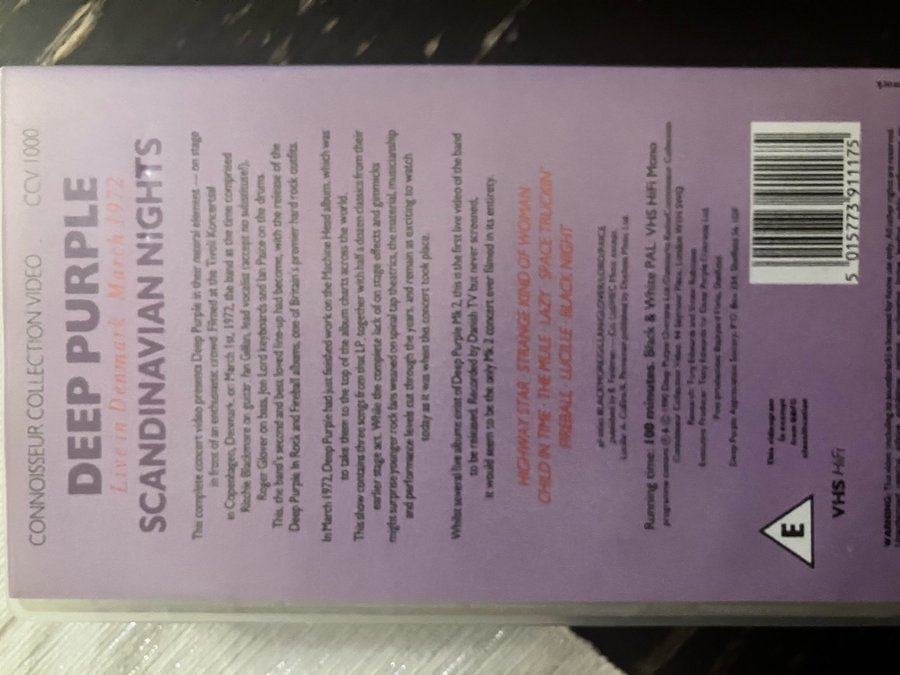 CONNOISSEUR COLLECTION VIDEO CCV 1000
DEEP PURPLE
Live in Denmark March 1972
SCANDINAVIAN NIGHTS
This complete concert video presents Deep Purple in their natural element — on stage
in front of an enthusiastic crowd. Filmed at the Tivoli Koncertsal
in Copenhagen, Denmark, on March 1st, 1972, the band at the time comprised
Ritchie Blackmore on guitar, Ian Gillan, lead vocalist (accept no substitute!),
Roger Glover on bass, Jon Lord keyboards and Ian Paice on the drums.
This, the band's second and best loved line-up had become, with the release of the
Deep Purple In Rock and Fireball albums, one of Britain's premier hard rock outfits.
In March 1972, Deep Purple had just finished work on the Machine Head album, which was
to take them to the top of the album charts across the world.
This show contains three songs from that LP, together with half a dozen classics from their
earlier stage act. While the complete lack of on stage effects and gimmicks
might surprise younger rock fans weaned on spinal tap theatrics, the material, musicianship
and performance levels cut through the years, and remain as exciting to watch
today as it was when this concert took place.
Whilst several live albums exist of Deep Purple Mk 2, this is the first live video of the band
to be released. Recorded by Danish TV but never screened,
it would seem to be the only Mk 2 concert ever filmed in its entirety.
HIGHWAY STAR · STRANGE KIND OF WOMAN
CHILD IN TIME · THE MULE · LAZY · SPACE TRUCKIN'
FIREBALL · LUCILLE · BLACK NIGHT
Running time: 100 minutes. Black & White PAL VHS HiFi Mono
E
VHS HiFi
5 015773 911175